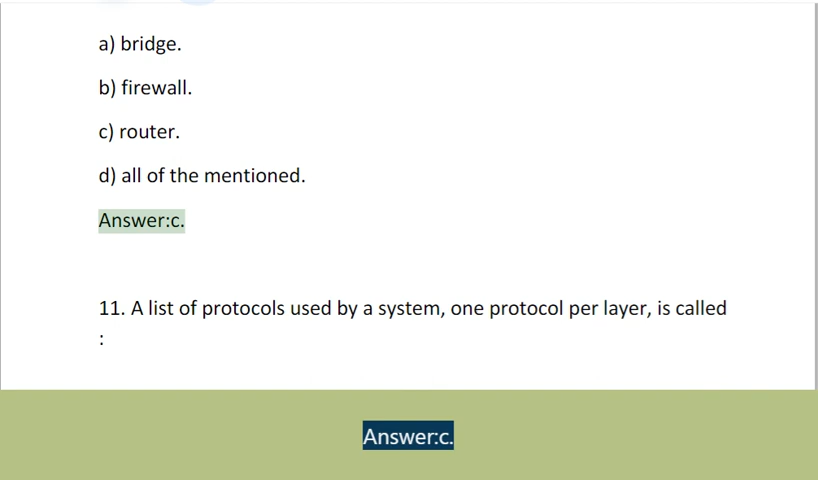 a) bridge.
b) firewall.
c) router.
d) all of the mentioned.
Answer:c.
11. A list of protocols used by a system, one protocol per layer, is called
:
Answer:c.